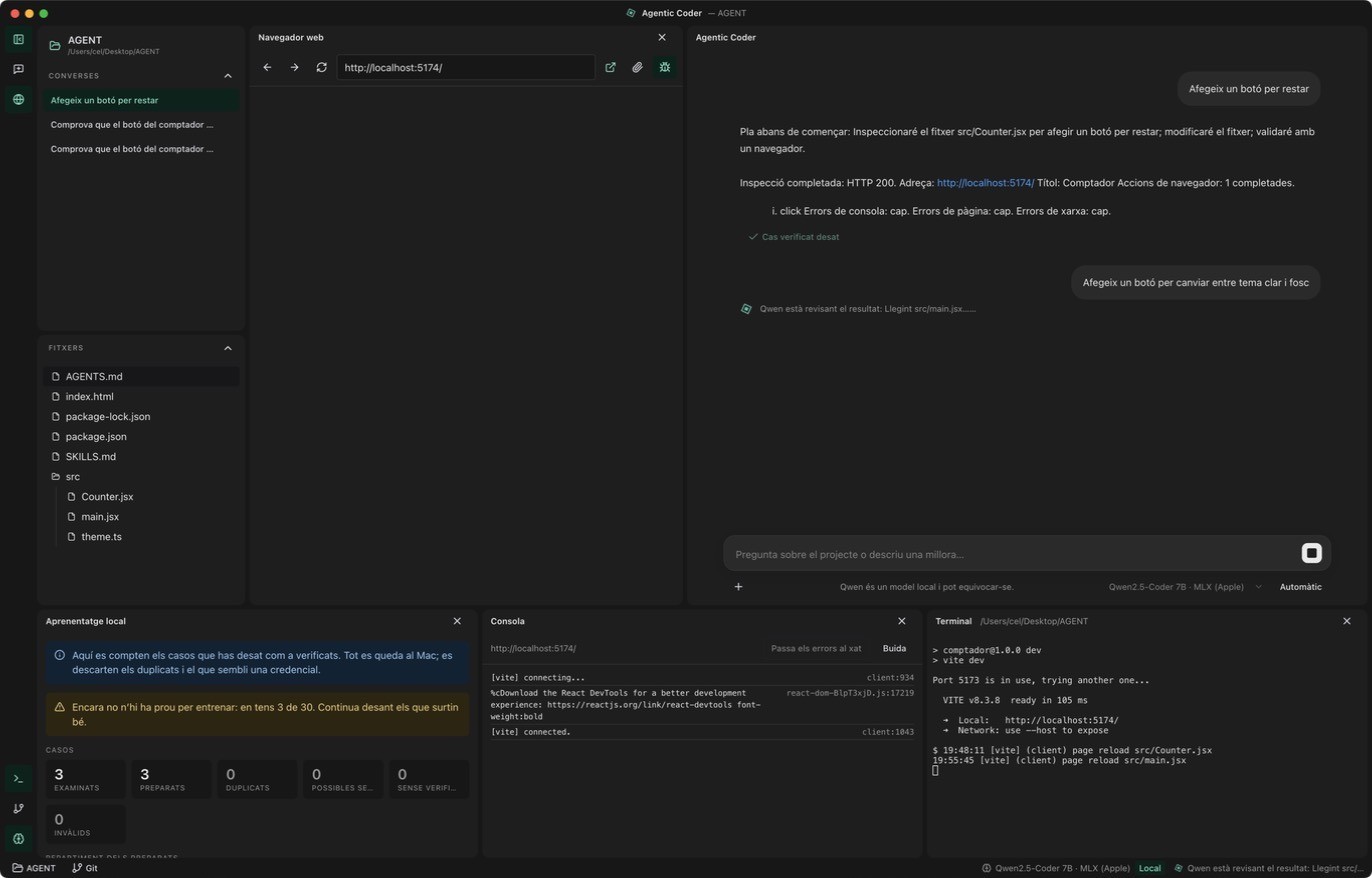 Agentic Coder — AGENT
AGENT
/Users/cel/Desktop/AGENT
CONVERSES
Afegeix un botó per restar
Comprova que el botó del comptador ...
Comprova que el botó del comptador ...
FITXERS
AGENTS.md
index.html
package-lock.json
package.json
SKILLS.md
src
Counter.jsx
main.jsx
theme.ts
Navegador web
http://localhost:5174/
Agentic Coder
Afegeix un botó per restar
Pla abans de començar: Inspeccionaré el fitxer src/Counter.jsx per afegir un botó per restar; modificaré el fitxer; validaré amb
un navegador.
Inspecció completada: HTTP 200. Adreça: http://localhost:5174/ Títol: Comptador Accions de navegador: 1 completades.
i. click Errors de consola: cap. Errors de pàgina: cap. Errors de xarxa: cap.
Cas verificat desat
Afegeix un botó per canviar entre tema clar i fosc
Qwen està revisant el resultat: Llegint src/main.jsx......
Pregunta sobre el projecte o descriu una millora...
Qwen és un model local i pot equivocar-se.
Qwen2.5-Coder 7B · MLX (Apple)
Automàtic
Aprenentatge local
Aquí es compten els casos que has desat com a verificats. Tot es queda al Mac; es
descarten els duplicats i el que sembli una credencial.
Encara no n'hi ha prou per entrenar: en tens 3 de 30. Continua desant els que surtin
bé.
CASOS
3
EXAMINATS
3
PREPARATS
0
DUPLICATS
0
POSSIBLES SE...
0
SENSE VERIFI...
0
INVÀLIDS
REPARTIMENT DELS PREPARATS
Consola
http://localhost:5174/
Passa els errors al xat
Buida
[vite] connecting... client:934
%cDownload the React DevTools for a better development react-dom-BlpT3xjD.js:17219
experience: https://reactjs.org/link/react-devtools font-
weight:bold
[vite] connected. client:1043
Terminal /Users/cel/Desktop/AGENT
> comptador@1.0.0 dev
> vite dev
Port 5173 is in use, trying another one...
VITE v8.3.8 ready in 105 ms
➜ Local: http://localhost:5174/
➜ Network: use --host to expose
$ 19:48:11 [vite] (client) page reload src/Counter.jsx
19:55:45 [vite] (client) page reload src/main.jsx
AGENT
Git
Qwen2.5-Coder 7B · MLX (Apple)
Local
Qwen està revisant el resultat: Llegint src/...